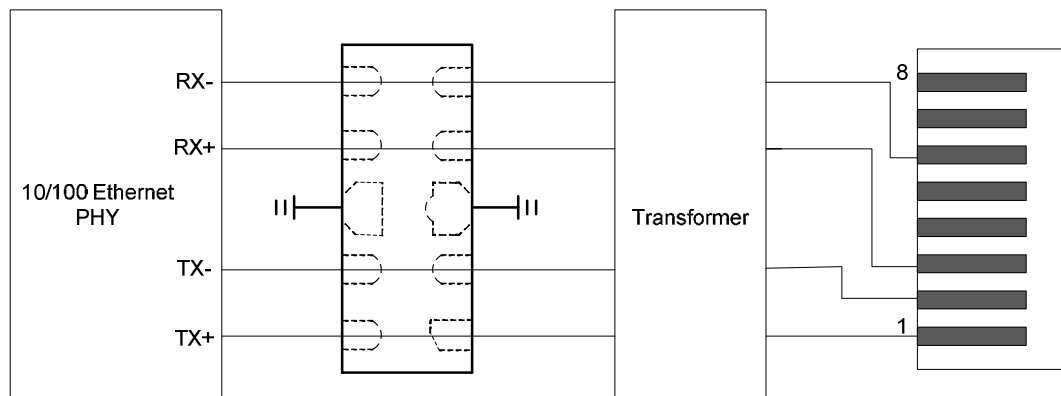 RX-
8
RX+
10/100 Ethernet
PHY
Transformer
TX-
TX+
1